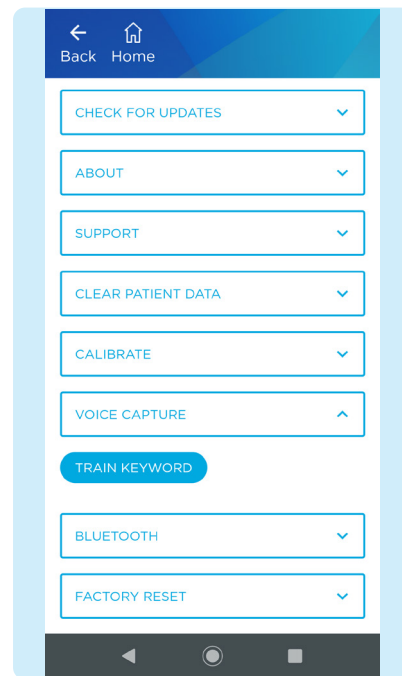 Back Home
CHECK FOR UPDATES
ABOUT
SUPPORT
CLEAR PATIENT DATA
CALIBRATE
VOICE CAPTURE
TRAIN KEYWORD
BLUETOOTH
FACTORY RESET